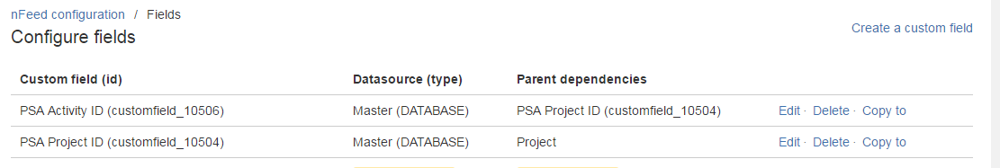 nFeed configuration / Fields
Create a custom field
Configure fields
Custom field (id) Datasource (type) Parent dependencies
PSA Activity ID (customfield_10506) Master (DATABASE) PSA Project ID (customfield_10504) Edit · Delete · Copy to
PSA Project ID (customfield_10504) Master (DATABASE) Project Edit · Delete · Copy to